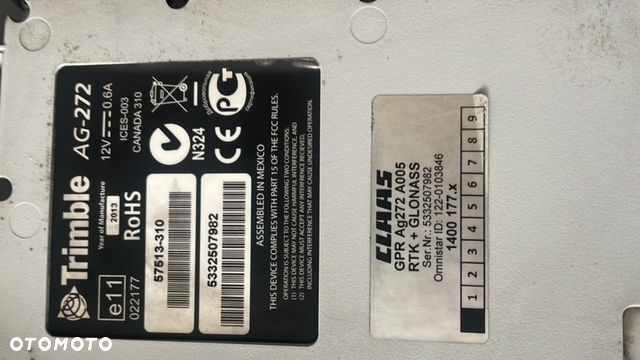 Trimble
AG-272
12V 0.6A
ICES-003
CANADA 310
Year of Manufacture
2013
RoHS
e11
022177
57513-310
5332507982
N324
CE
ASSEMBLED IN MEXICO
THIS DEVICE COMPLIES WITH PART 15 OF THE FCC RULES.
OPERATION IS SUBJECT TO THE FOLLOWING TWO CONDITIONS:
(1) THIS DEVICE MAY NOT CAUSE HARMFUL INTERFERENCE, AND
(2) THIS DEVICE MUST ACCEPT ANY INTERFERENCE RECEIVED,
INCLUDING INTERFERENCE THAT MAY CAUSE UNDESIRED OPERATION.
CLAAS
GPR Ag272 A005
RTK + GLONASS
Ser.Nr.: 5332507982
Omnistar ID: 122-0103846
1400 177.x
1 2 3 4 5 6 7 8 9
OTOMOTO